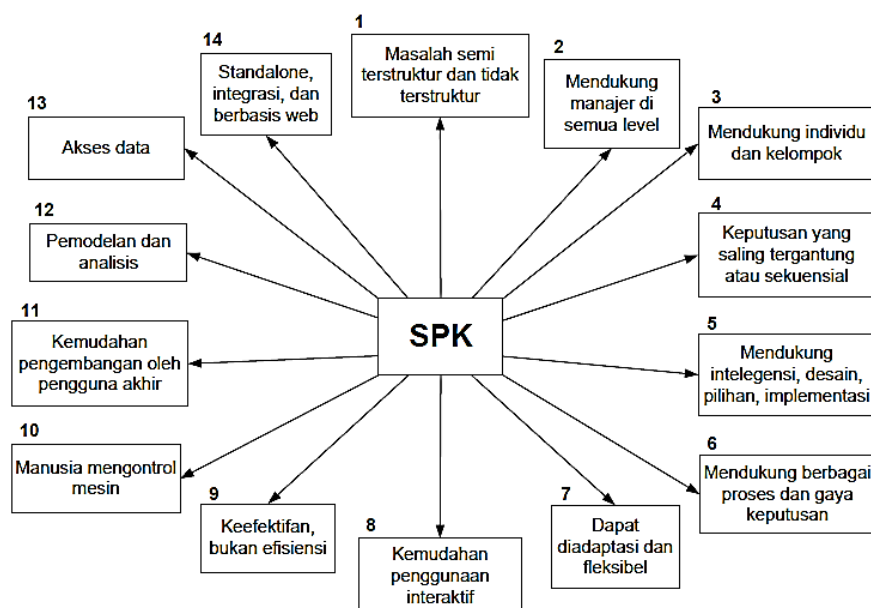 1
Masalah semi
terstruktur dan tidak
terstruktur
2
Mendukung
manajer di
semua level
3
Mendukung individu
dan kelompok
4
Keputusan yang
saling tergantung
atau sekuensial
5
Mendukung
intelegensi, desain,
pilihan, implementasi
6
Mendukung berbagai
proses dan gaya
keputusan
7
Dapat
diadaptasi dan
fleksibel
8
Kemudahan
penggunaan
interaktif
9
Keefektifan,
bukan efisiensi
10
Manusia mengontrol
mesin
11
Kemudahan
pengembangan oleh
pengguna akhir
12
Pemodelan dan
analisis
13
Akses data
14
Standalone,
integrasi, dan
berbasis web
SPK